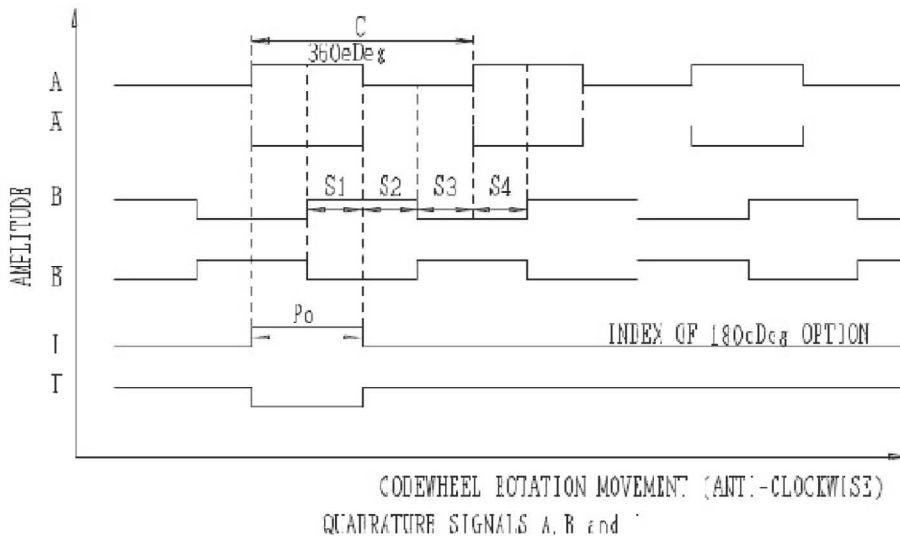 C
360eDeg
A
Ā
B
S1 S2 S3 S4
B̄
AMPLITUDE
Po
I
INDEX OF 180eDeg OPTION
Ī
CODEWHEEL ROTATION MOVEMENT (ANTI-CLOCKWISE)
QUADRATURE SIGNALS A, B and